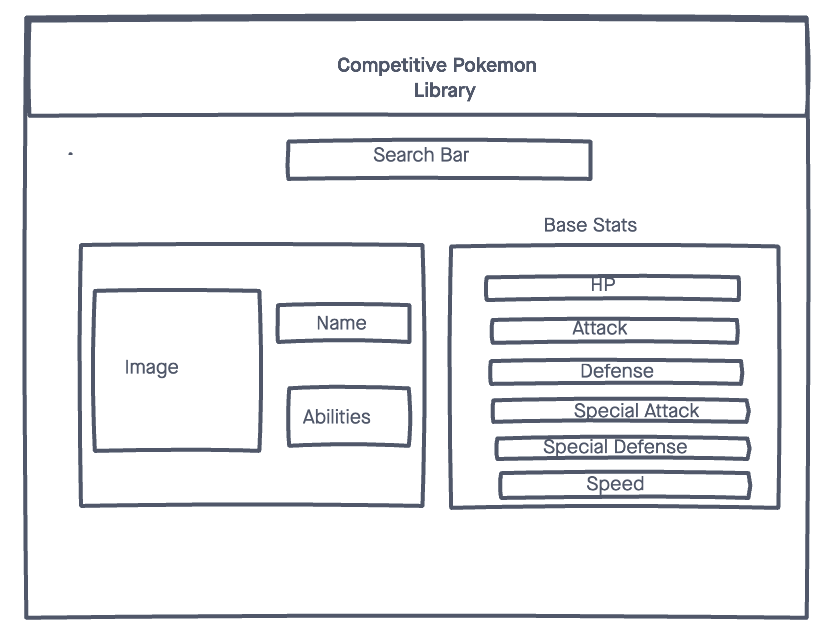 Competitive Pokemon
Library
Search Bar
Base Stats
Image
Name
Abilities
HP
Attack
Defense
Special Attack
Special Defense
Speed